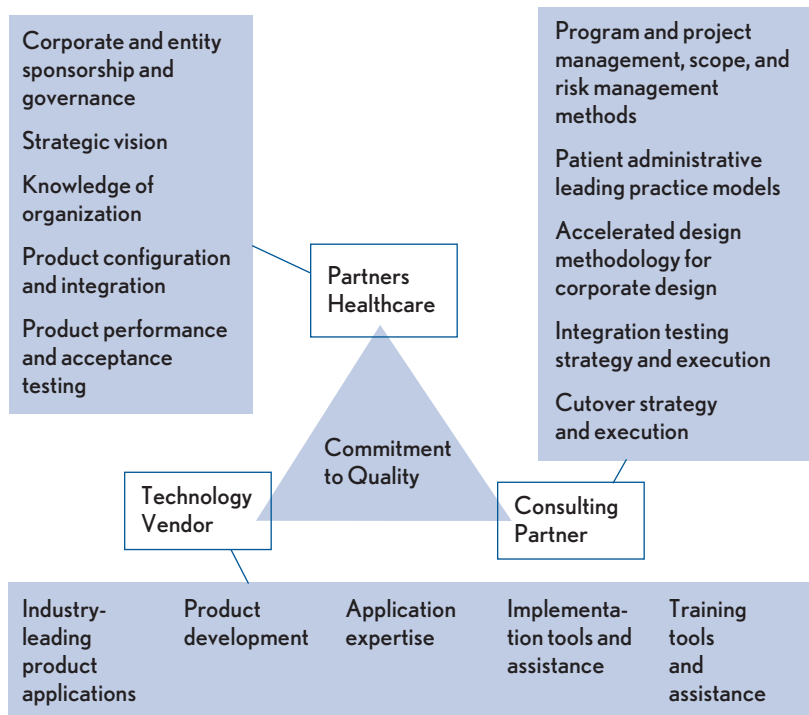 Corporate and entity
sponsorship and
governance
Strategic vision
Knowledge of
organization
Product configuration
and integration
Product performance
and acceptance
testing
Program and project
management, scope, and
risk management
methods
Patient administrative
leading practice models
Accelerated design
methodology for
corporate design
Integration testing
strategy and execution
Cutover strategy
and execution
Partners
Healthcare
Commitment
to Quality
Technology
Vendor
Consulting
Partner
Industry-
leading
product
applications
Product
development
Application
expertise
Implementa-
tion tools and
assistance
Training
tools
and
assistance